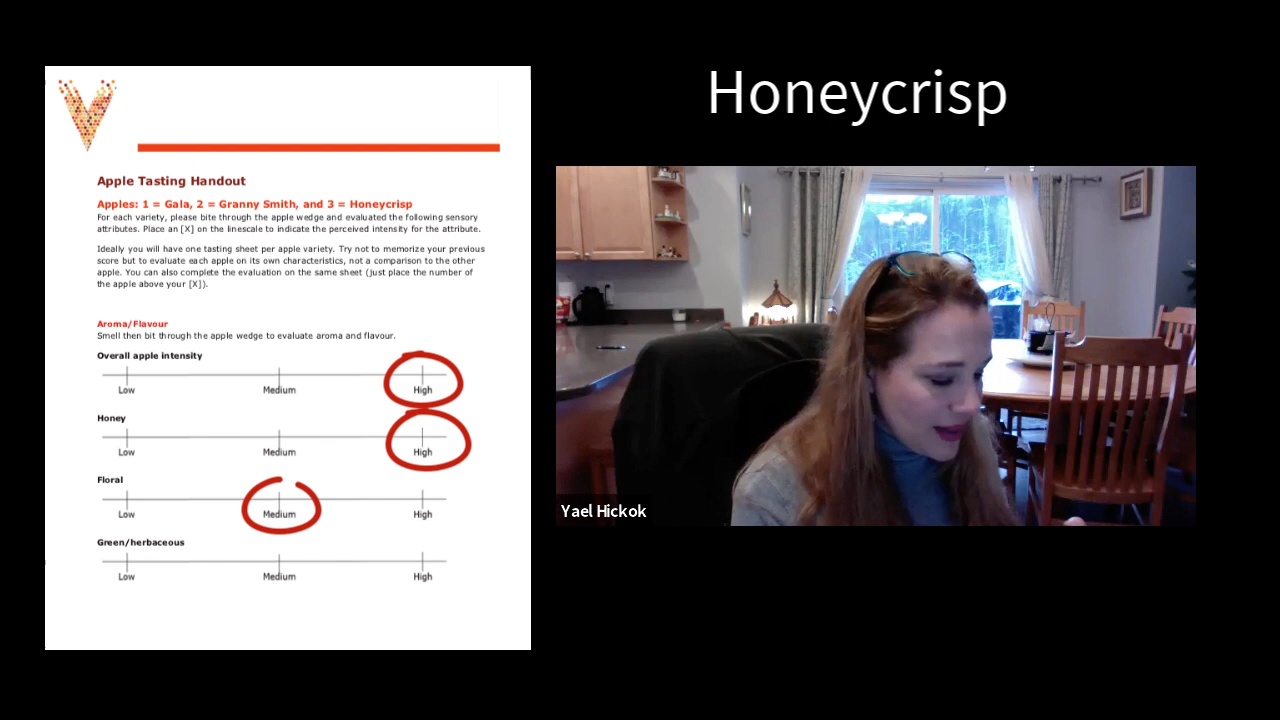 Honeycrisp
Apple Tasting Handout
Apples: 1 = Gala, 2 = Granny Smith, and 3 = Honeycrisp
For each variety, please bite through the apple wedge and evaluated the following sensory
attributes. Place an [X] on the linescale to indicate the perceived intensity for the attribute.
Ideally you will have one tasting sheet per apple variety. Try not to memorize your previous
score but to evaluate each apple on its own characteristics, not a comparison to the other
apple. You can also complete the evaluation on the same sheet (just place the number of
the apple above your [X]).
Aroma/Flavour
Smell then bit through the apple wedge to evaluate aroma and flavour.
Overall apple intensity
Low Medium High
Honey
Low Medium High
Floral
Low Medium High
Green/herbaceous
Low Medium High
Yael Hickok